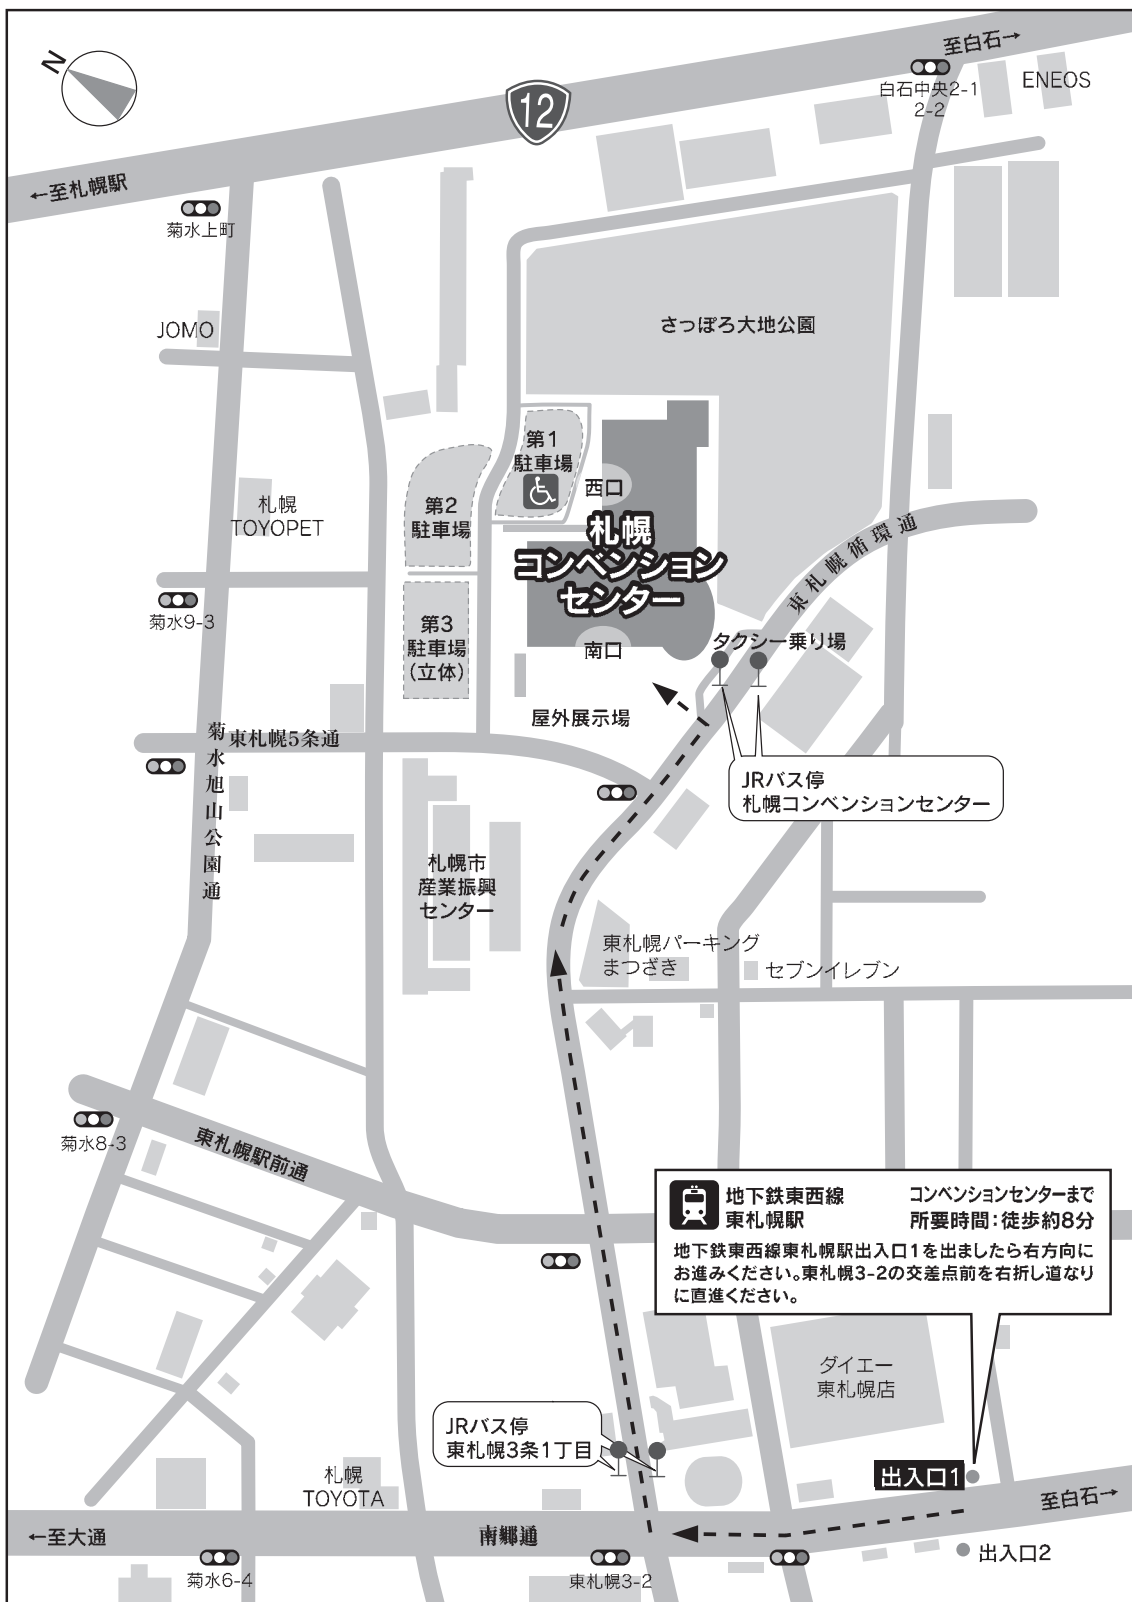 N
至白石→
12
白石中央2-1
2-2
ENEOS
←至札幌駅
菊水上町
JOMO
さっぽろ大地公園
第1
駐車場
西口
第2
駐車場
札幌
TOYOPET
札幌
コンベンション
センター
東札幌循環通
菊水9-3
第3
駐車場
(立体)
南口
タクシー乗り場
屋外展示場
菊水旭山公園通
東札幌5条通
JRバス停
札幌コンベンションセンター
札幌市
産業振興
センター
東札幌パーキング
まつざき
セブンイレブン
菊水8-3
東札幌駅前通
地下鉄東西線
東札幌駅
コンベンションセンターまで
所要時間:徒歩約8分
地下鉄東西線東札幌駅出入口1を出ましたら右方向に
お進みください。東札幌3-2の交差点前を右折し道なり
に直進ください。
ダイエー
東札幌店
JRバス停
東札幌3条1丁目
札幌
TOYOTA
出入口1
至白石→
←至大通
南郷通
出入口2
菊水6-4
東札幌3-2